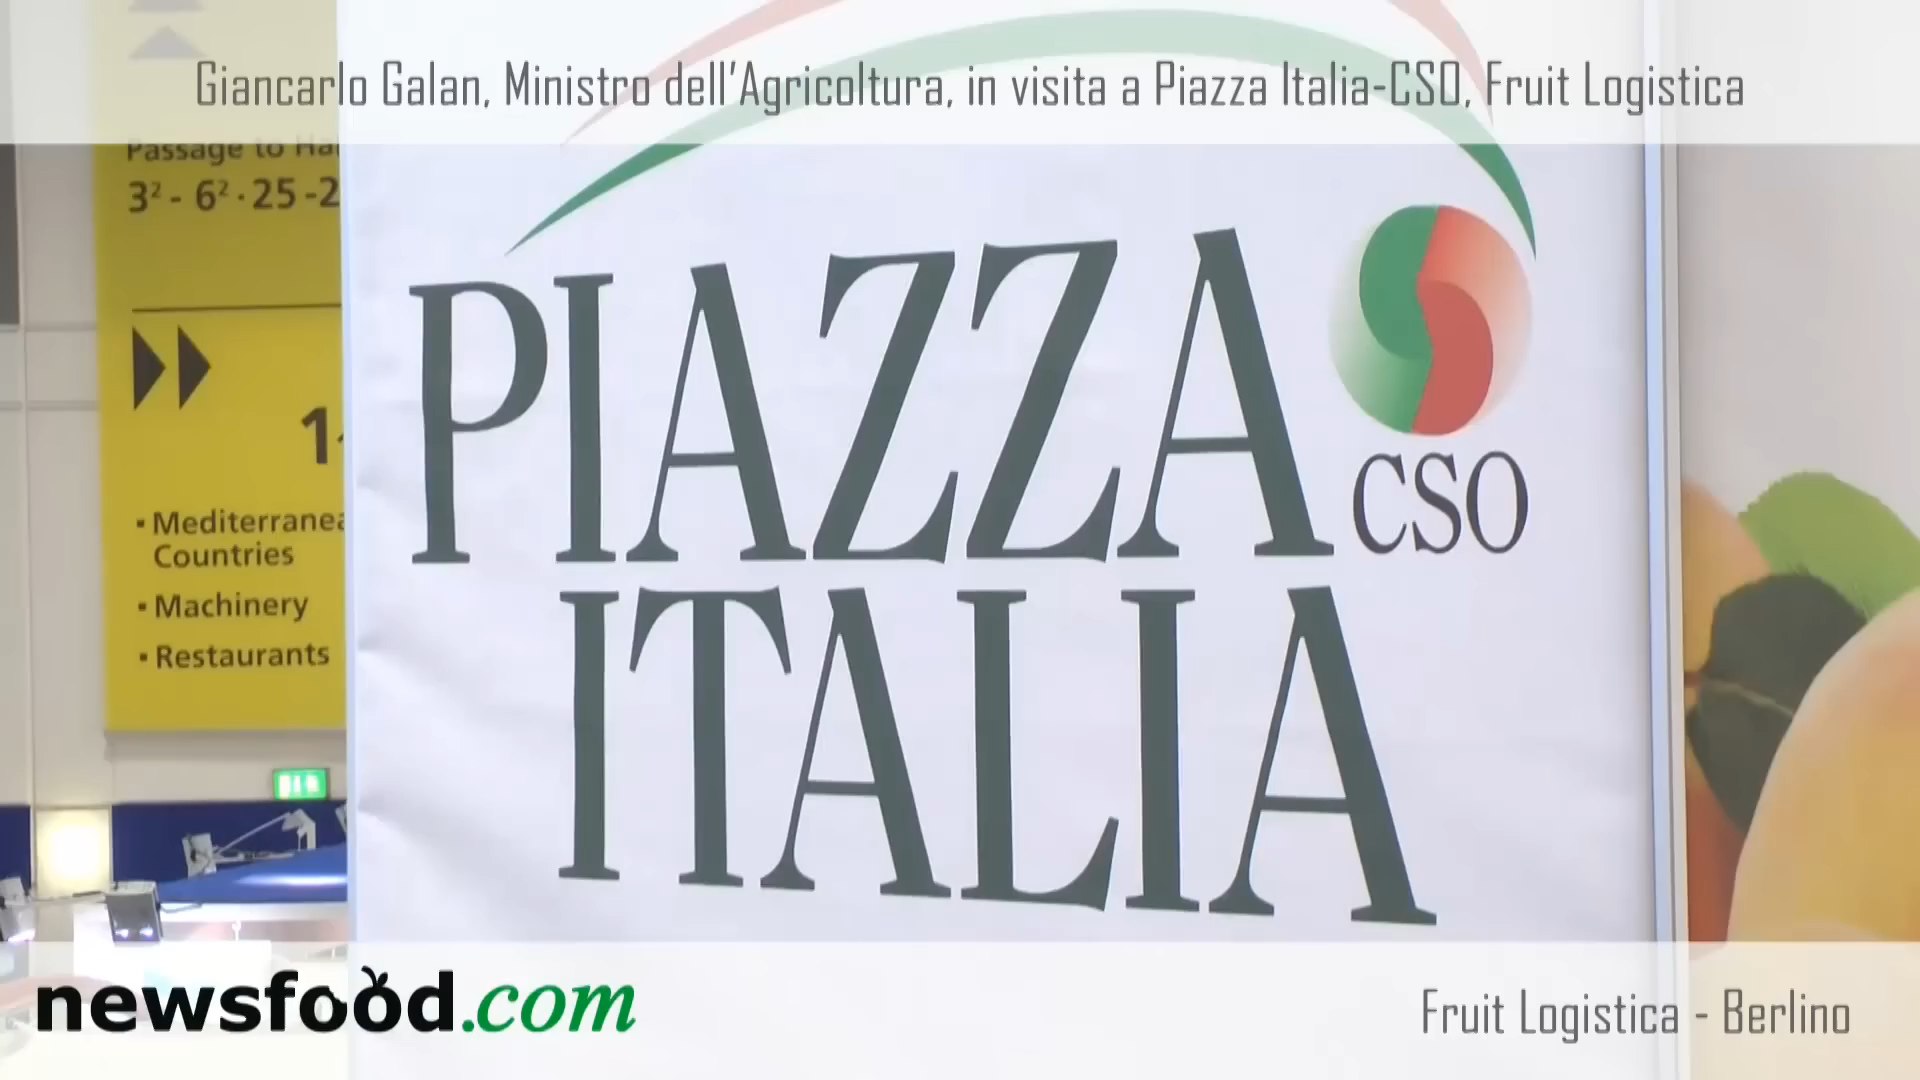 Giancarlo Galan, Ministro dell'Agricoltura, in visita a Piazza Italia-CSO, Fruit Logistica
Passage to
3² - 6² · 25 -2
▪ Mediterranea
Countries
▪ Machinery
▪ Restaurants
PIAZZA
CSO
ITALIA
newsfood.com
Fruit Logistica - Berlino